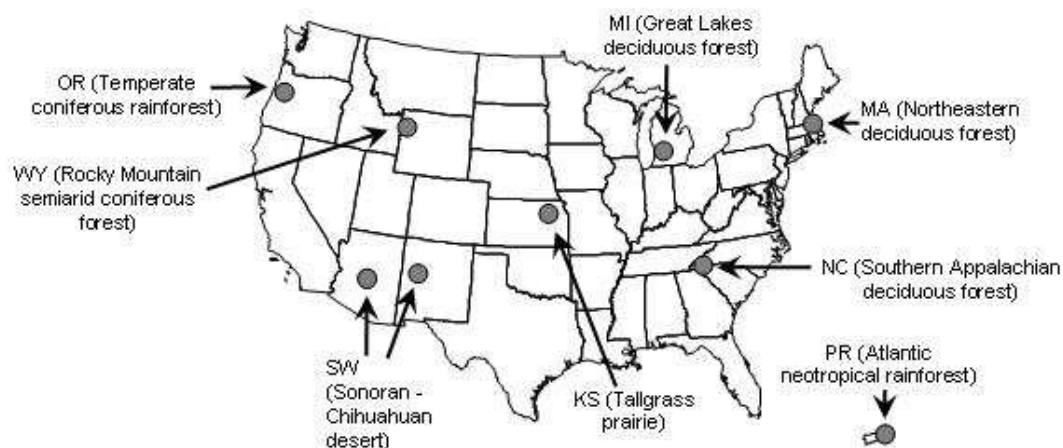 MI (Great Lakes
deciduous forest)
OR (Temperate
coniferous rainforest)
MA (Northeastern
deciduous forest)
WY (Rocky Mountain
semiarid coniferous
forest)
NC (Southern Appalachian
deciduous forest)
SW
(Sonoran -
Chihuahuan
desert)
KS (Tallgrass
prairie)
PR (Atlantic
neotropical rainforest)